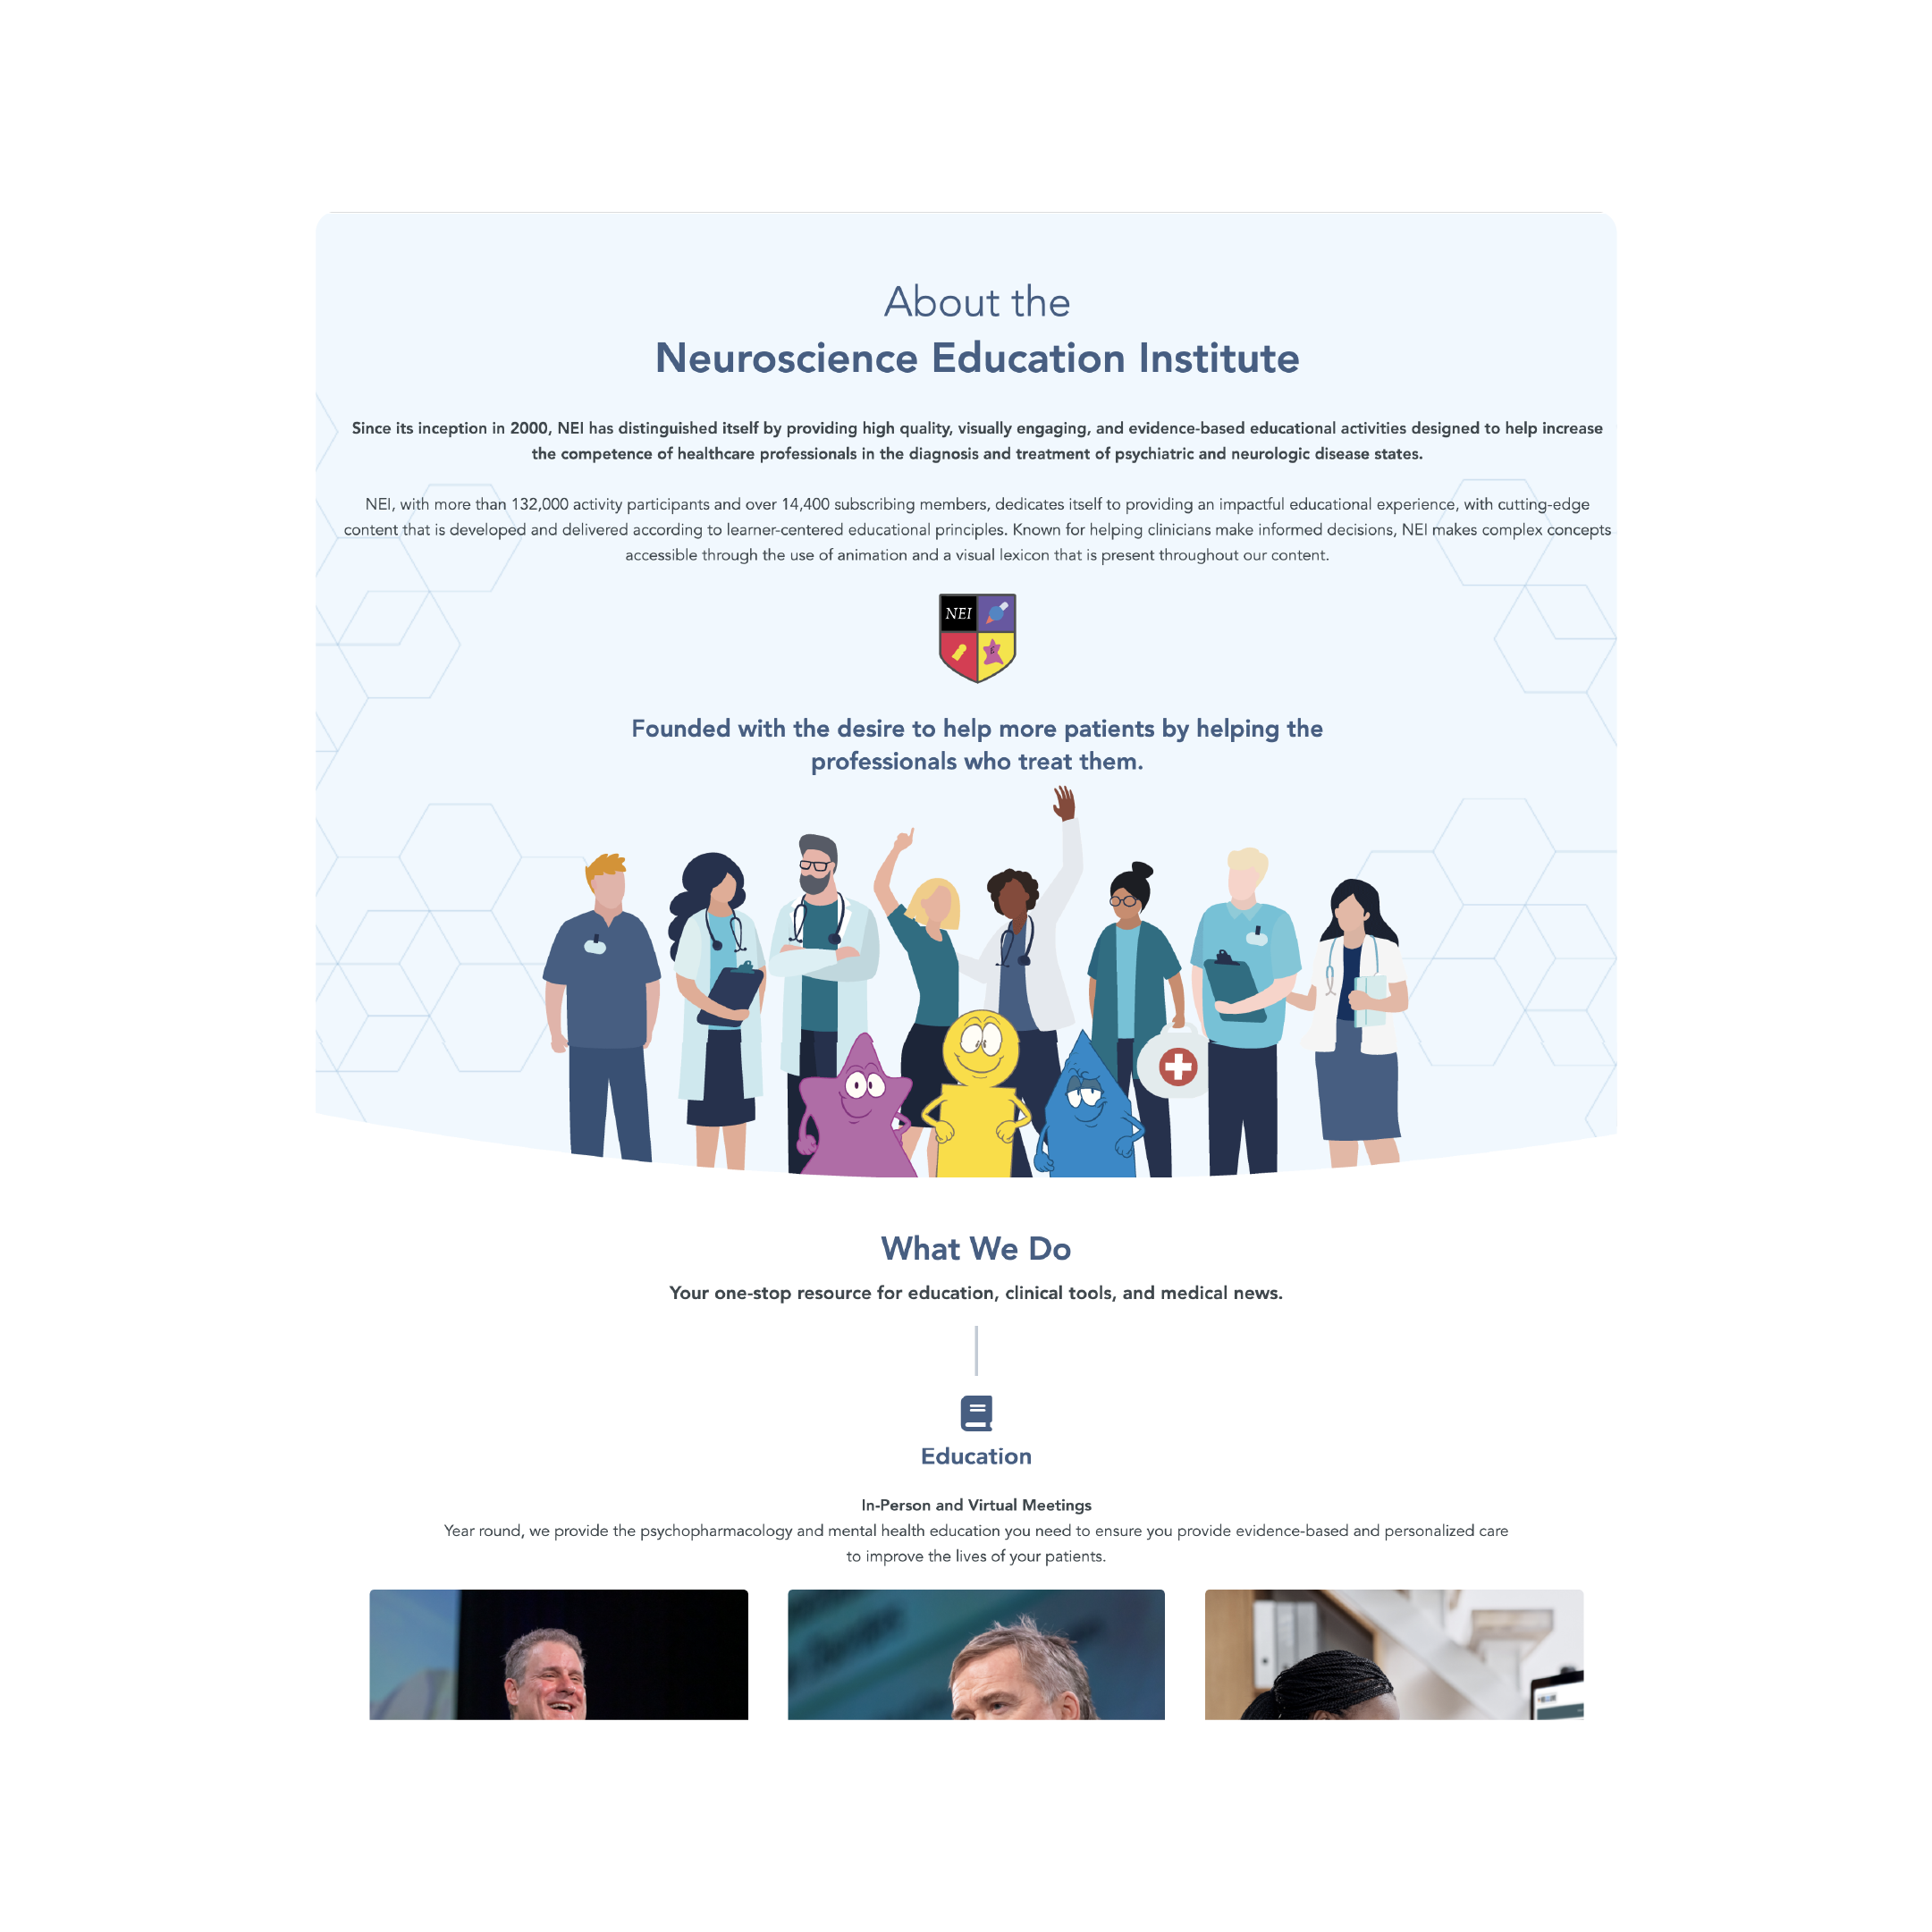 About the
Neuroscience Education Institute
Since its inception in 2000, NEI has distinguished itself by providing high quality, visually engaging, and evidence-based educational activities designed to help increase
the competence of healthcare professionals in the diagnosis and treatment of psychiatric and neurologic disease states.
NEI, with more than 132,000 activity participants and over 14,400 subscribing members, dedicates itself to providing an impactful educational experience, with cutting-edge
content that is developed and delivered according to learner-centered educational principles. Known for helping clinicians make informed decisions, NEI makes complex concepts
accessible through the use of animation and a visual lexicon that is present throughout our content.
NEI
Founded with the desire to help more patients by helping the
professionals who treat them.
What We Do
Your one-stop resource for education, clinical tools, and medical news.
Education
In-Person and Virtual Meetings
Year round, we provide the psychopharmacology and mental health education you need to ensure you provide evidence-based and personalized care
to improve the lives of your patients.